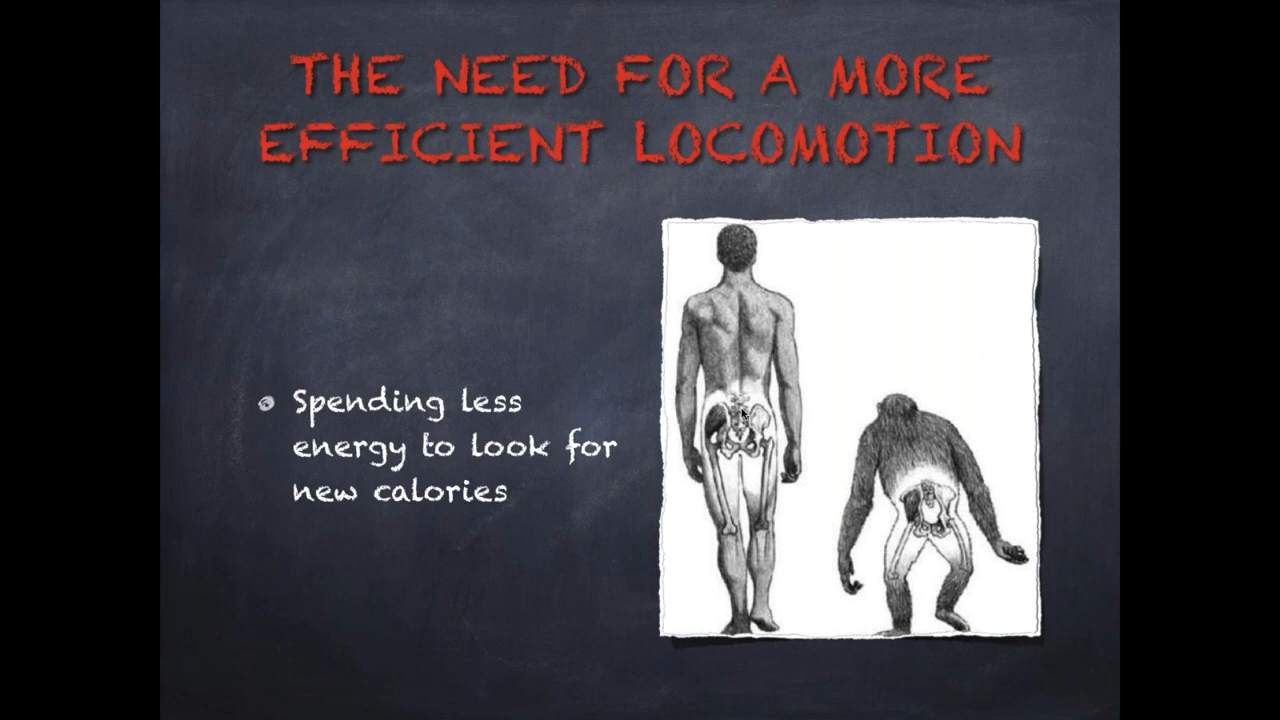 THE NEED FOR A MORE
EFFICIENT LOCOMOTION
Spending less
energy to look for
new calories